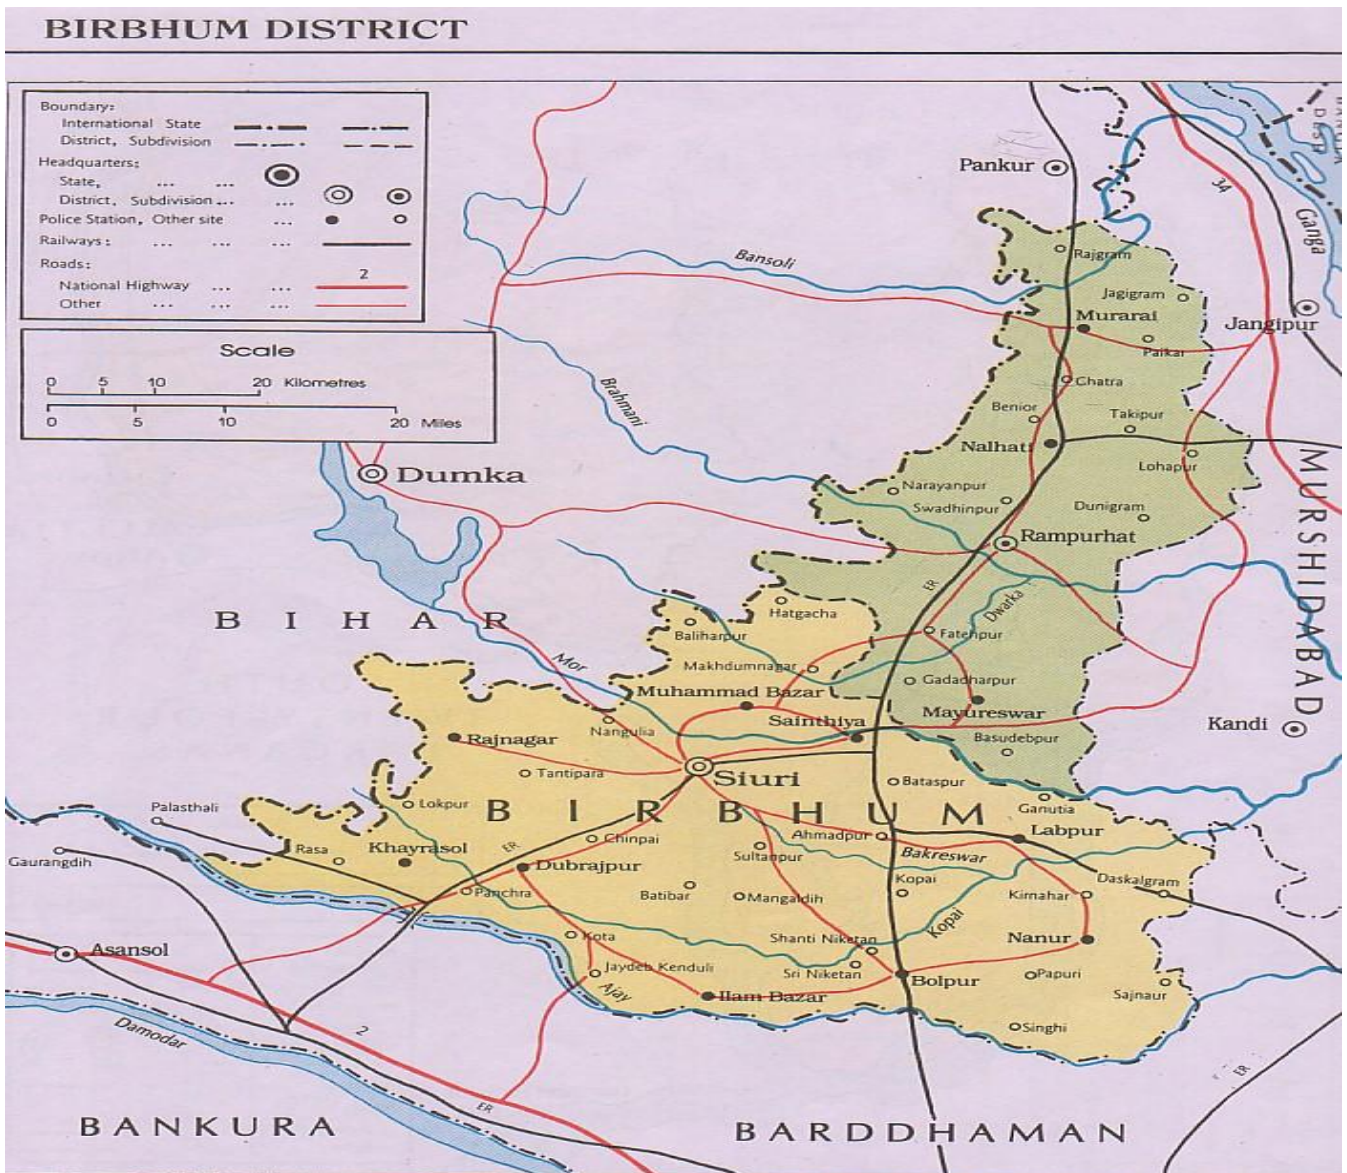 BIRBHUM DISTRICT
Boundary:
International State
District, Subdivision
Headquarters:
State, ... ...
District, Subdivision ... ...
Police Station, Other site ...
Railways: ... ... ...
Roads:
National Highway ... ... 2
Other ... ... ...
Scale
0 5 10 20 Kilometres
0 5 10 20 Miles
Pankur
34
Ganga
Rajgram
Bansoli
Jagigram
Murarai
Jangipur
Paikar
Chatra
Brahmani
Benior
Takipur
Nalhati
Lohapur
Dumka
Narayanpur
Swadhinpur
Dunigram
MURSHIDABAD
Rampurhat
ER
Dwarka
Hatgacha
BIHAR
Baliharpur
Fatehpur
Mor
Makhdumnagar
Gadadharpur
Muhammad Bazar
Mayureswar
Sainthiya
Kandi
Nangulia
Rajnagar
Basudebpur
Tantipara
Siuri
Bataspur
Lokpur
BIRBHUM
Ganutia
Palasthali
Labpur
Ahmadpur
Chinpai
ER
Rasa
Khayrasol
Sultanpur
Bakreswar
Gaurangdih
Dubrajpur
Kopai
Daskalgram
Panchra
Batibar
Mangaldih
Kirnahar
Kopai
Kota
Shanti Niketan
Nanur
Asansol
Jaydeb Kenduli
Sri Niketan
Bolpur
Papuri
Ajay
Ilam Bazar
Sajnaur
Singhi
Damodar
2
ER
ER
BANKURA
BARDDHAMAN